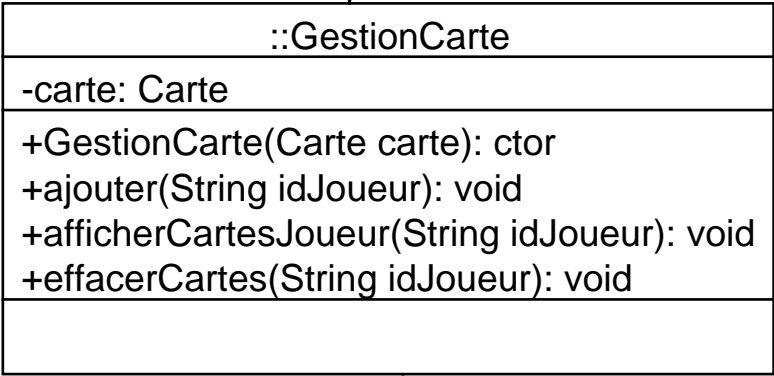 ::GestionCarte
-carte: Carte
+GestionCarte(Carte carte): ctor
+ajouter(String idJoueur): void
+afficherCartesJoueur(String idJoueur): void
+effacerCartes(String idJoueur): void